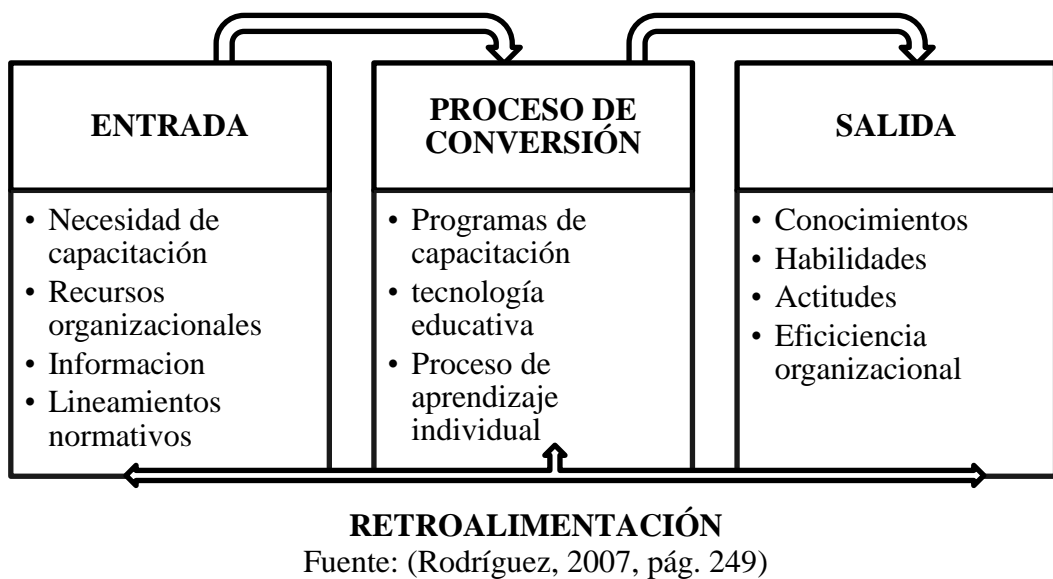 ENTRADA
• Necesidad de
capacitación
• Recursos
organizacionales
• Informacion
• Lineamientos
normativos
PROCESO DE
CONVERSIÓN
• Programas de
capacitación
• tecnología
educativa
• Proceso de
aprendizaje
individual
SALIDA
• Conocimientos
• Habilidades
• Actitudes
• Eficiciencia
organizacional
RETROALIMENTACIÓN
Fuente: (Rodríguez, 2007, pág. 249)